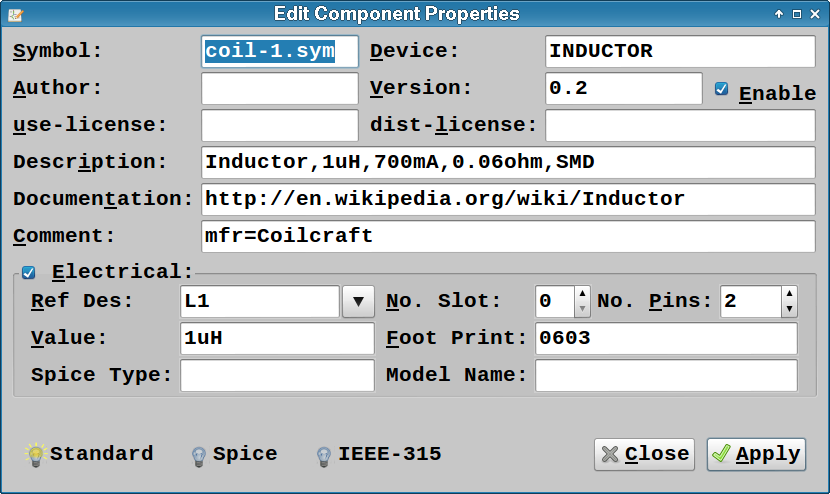 Edit Component Properties
Symbol: coil-1.sym Device: INDUCTOR
Author: Version: 0.2 Enable
use-license: dist-license:
Description: Inductor,1uH,700mA,0.06ohm,SMD
Documentation: http://en.wikipedia.org/wiki/Inductor
Comment: mfr=Coilcraft
Electrical:
Ref Des: L1 No. Slot: 0 No. Pins: 2
Value: 1uH Foot Print: 0603
Spice Type: Model Name:
Standard Spice IEEE-315 Close Apply